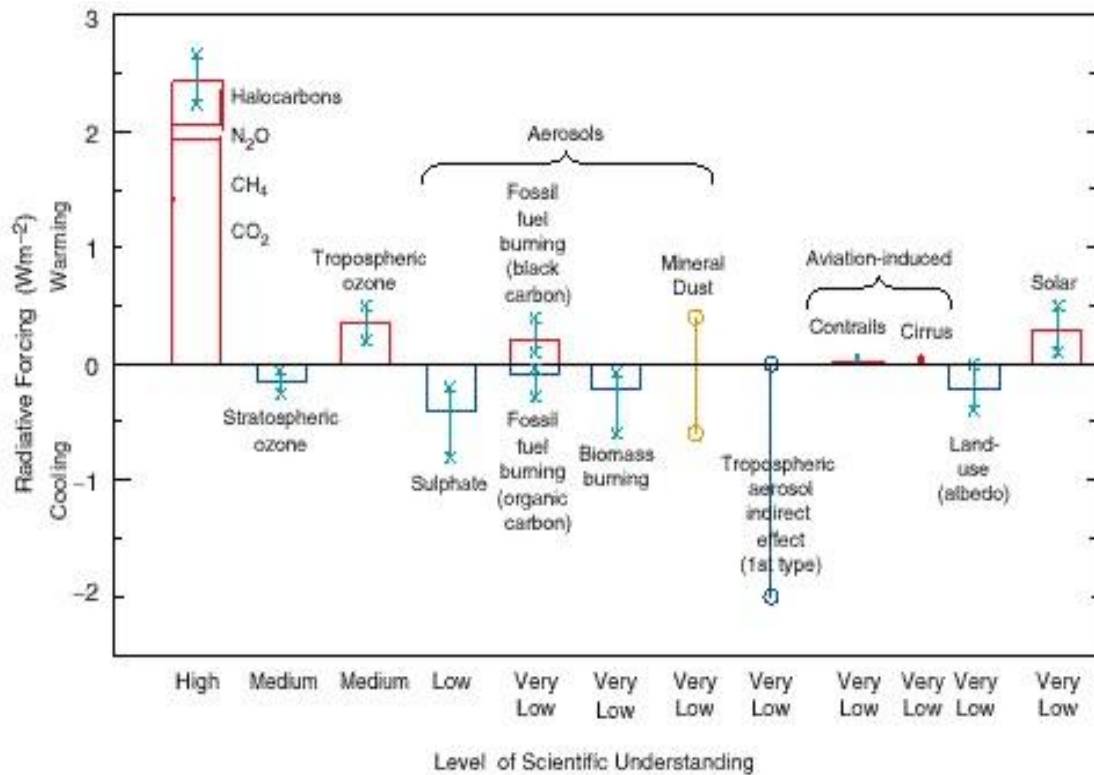 3
2
1
0
−1
−2
Radiative Forcing (Wm−2)
Cooling Warming
Halocarbons
N2O
CH4
CO2
Stratospheric
ozone
Tropospheric
ozone
Aerosols
Sulphate
Fossil
fuel
burning
(black
carbon)
Fossil
fuel
burning
(organic
carbon)
Biomass
burning
Mineral
Dust
Tropospheric
aerosol
indirect
effect
(1st type)
Aviation-induced
Contrails
Cirrus
Land-
use
(albedo)
Solar
High
Medium
Medium
Low
Very
Low
Very
Low
Very
Low
Very
Low
Very
Low
Very
Low
Very
Low
Very
Low
Level of Scientific Understanding